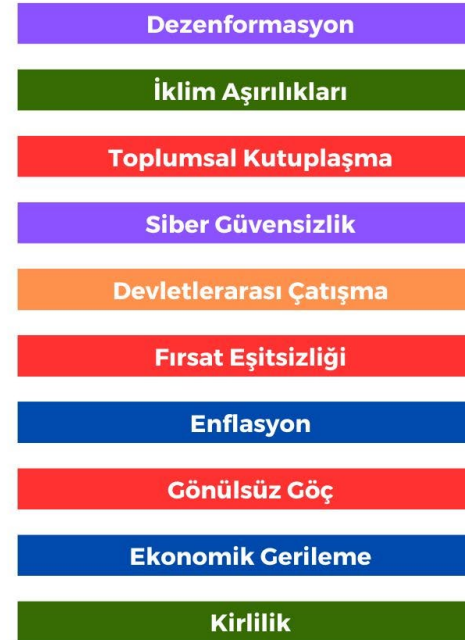 Dezenformasyon
İklim Aşırılıkları
Toplumsal Kutuplaşma
Siber Güvensizlik
Devletlerarası Çatışma
Fırsat Eşitsizliği
Enflasyon
Gönülsüz Göç
Ekonomik Gerileme
Kirlilik